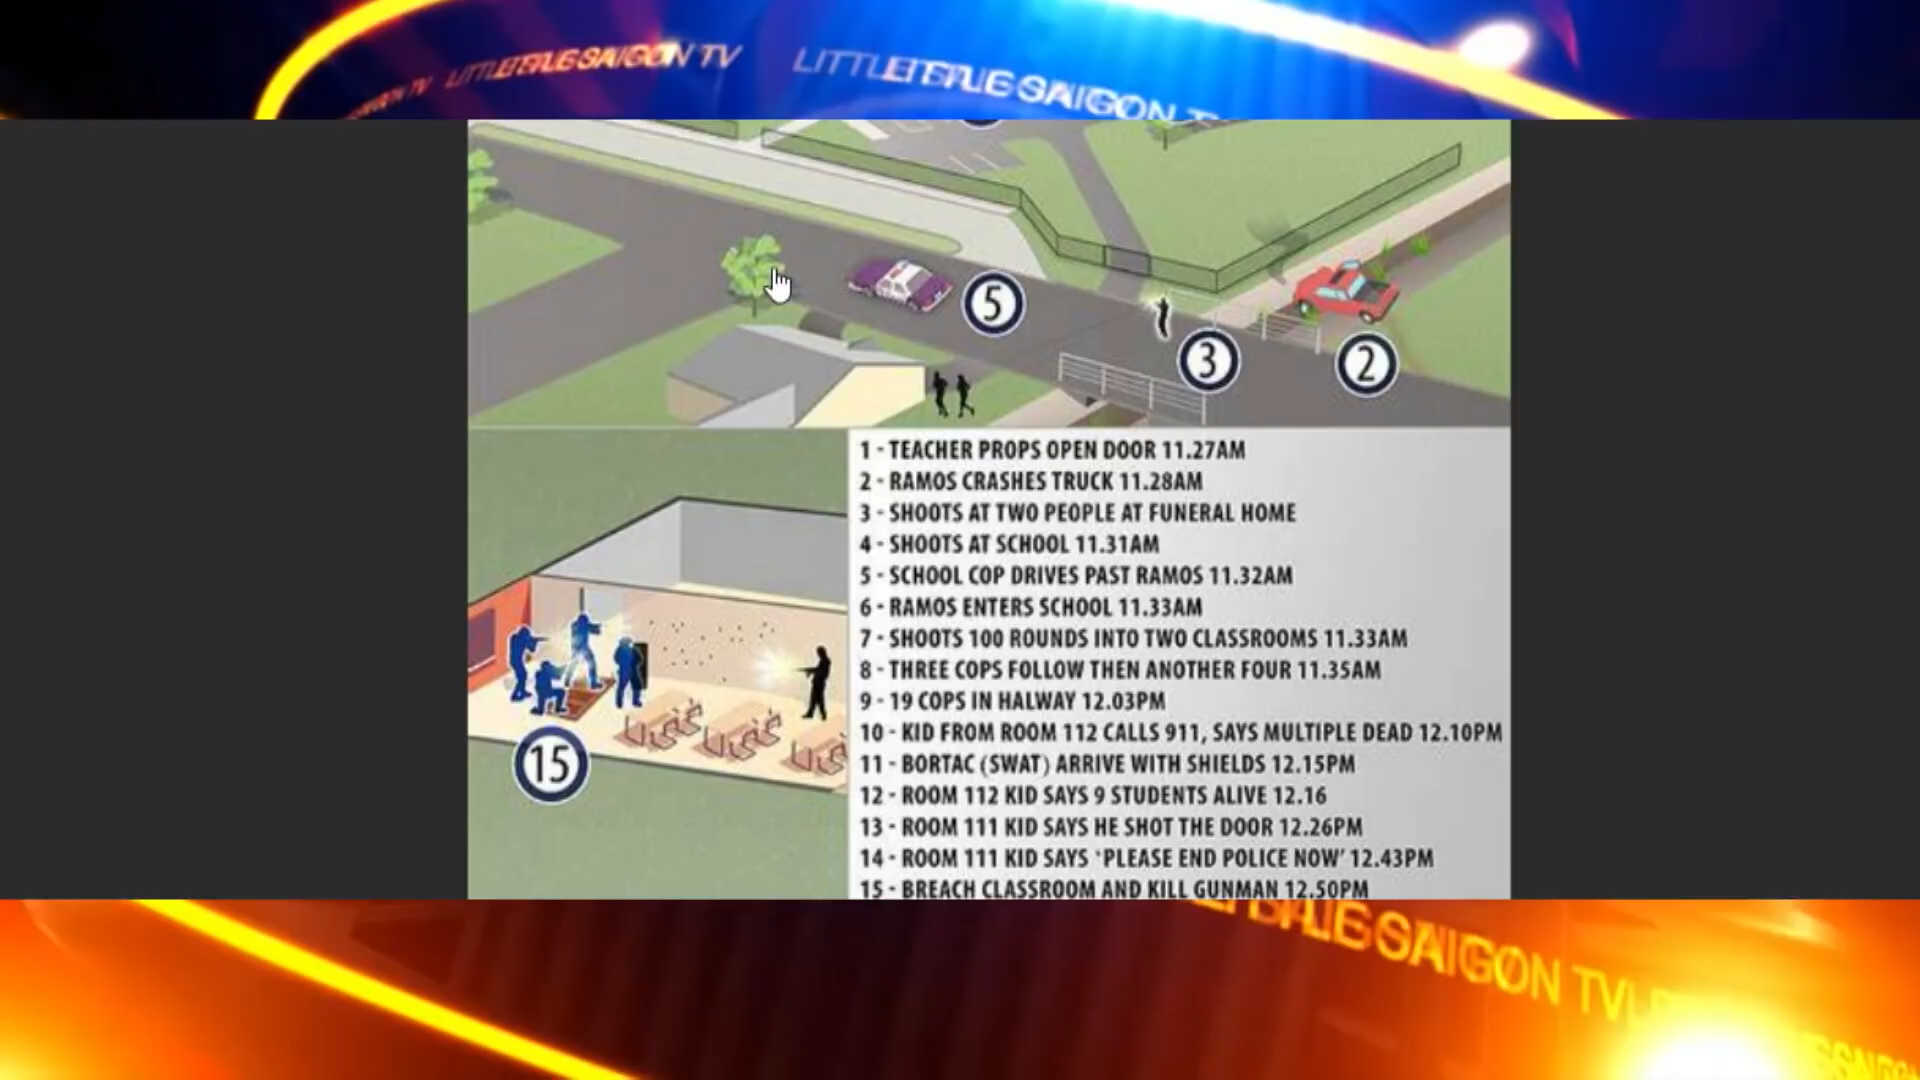 LITTLE SAIGON TV
LITTLE SAIGON TV
5
3
2
15
1 - TEACHER PROPS OPEN DOOR 11.27AM
2 - RAMOS CRASHES TRUCK 11.28AM
3 - SHOOTS AT TWO PEOPLE AT FUNERAL HOME
4 - SHOOTS AT SCHOOL 11.31AM
5 - SCHOOL COP DRIVES PAST RAMOS 11.32AM
6 - RAMOS ENTERS SCHOOL 11.33AM
7 - SHOOTS 100 ROUNDS INTO TWO CLASSROOMS 11.33AM
8 - THREE COPS FOLLOW THEN ANOTHER FOUR 11.35AM
9 - 19 COPS IN HALWAY 12.03PM
10 - KID FROM ROOM 112 CALLS 911, SAYS MULTIPLE DEAD 12.10PM
11 - BORTAC (SWAT) ARRIVE WITH SHIELDS 12.15PM
12 - ROOM 112 KID SAYS 9 STUDENTS ALIVE 12.16
13 - ROOM 111 KID SAYS HE SHOT THE DOOR 12.26PM
14 - ROOM 111 KID SAYS 'PLEASE END POLICE NOW' 12.43PM
15 - BREACH CLASSROOM AND KILL GUNMAN 12.50PM
SAIGON TV